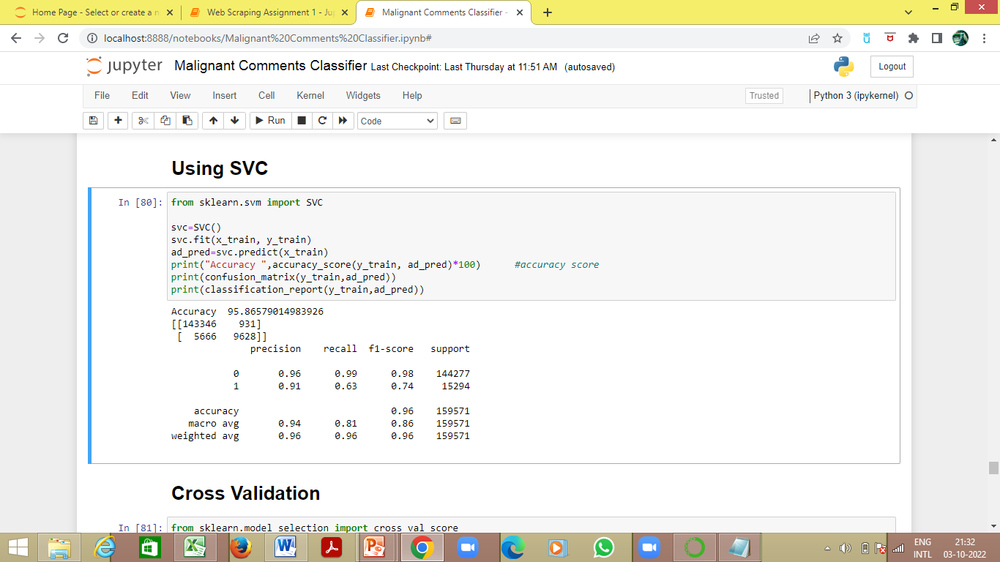 Home Page - Select or create a n
Web Scraping Assignment 1 - Jup
Malignant Comments Classifier -
localhost:8888/notebooks/Malignant%20Comments%20Classifier.ipynb#
jupyter Malignant Comments Classifier Last Checkpoint: Last Thursday at 11:51 AM (autosaved)
Logout
File Edit View Insert Cell Kernel Widgets Help
Trusted
Python 3 (ipykernel)
Run
Code
Using SVC
In [80]: from sklearn.svm import SVC
svc=SVC()
svc.fit(x_train, y_train)
ad_pred=svc.predict(x_train)
print("Accuracy ",accuracy_score(y_train, ad_pred)*100) #accuracy score
print(confusion_matrix(y_train,ad_pred))
print(classification_report(y_train,ad_pred))
Accuracy 95.86579014983926
[[143346 931]
[ 5666 9628]]
precision recall f1-score support
0 0.96 0.99 0.98 144277
1 0.91 0.63 0.74 15294
accuracy 0.96 159571
macro avg 0.94 0.81 0.86 159571
weighted avg 0.96 0.96 0.96 159571
Cross Validation
In [81]: from sklearn.model_selection import cross_val_score
ENG 21:32
INTL 03-10-2022